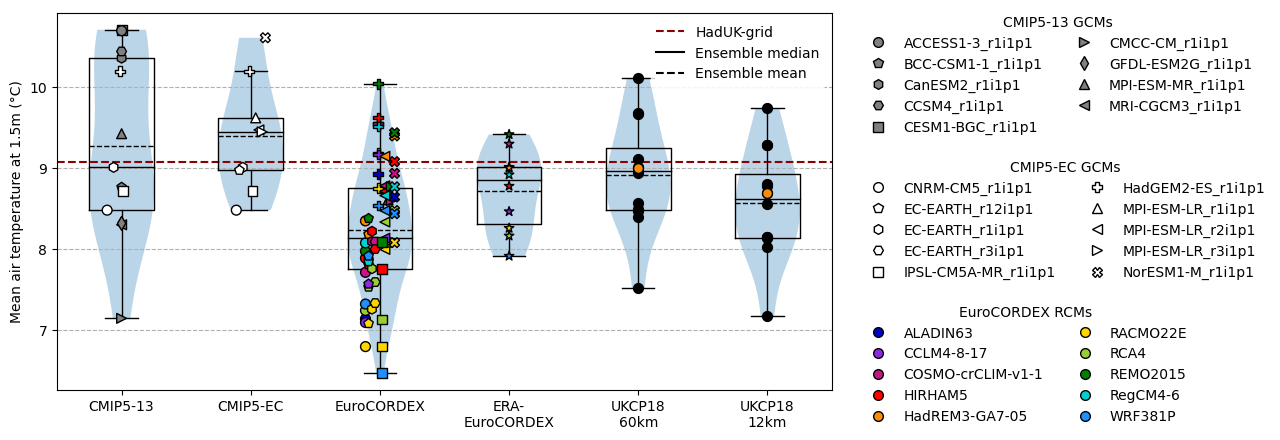 Mean air temperature at 1.5m (°C)
10
9
8
7
HadUK-grid
Ensemble median
Ensemble mean
CMIP5-13
CMIP5-EC
EuroCORDEX
ERA-
EuroCORDEX
UKCP18
60km
UKCP18
12km
CMIP5-13 GCMs
ACCESS1-3_r1i1p1
BCC-CSM1-1_r1i1p1
CanESM2_r1i1p1
CCSM4_r1i1p1
CESM1-BGC_r1i1p1
CMCC-CM_r1i1p1
GFDL-ESM2G_r1i1p1
MPI-ESM-MR_r1i1p1
MRI-CGCM3_r1i1p1
CMIP5-EC GCMs
CNRM-CM5_r1i1p1
EC-EARTH_r12i1p1
EC-EARTH_r1i1p1
EC-EARTH_r3i1p1
IPSL-CM5A-MR_r1i1p1
HadGEM2-ES_r1i1p1
MPI-ESM-LR_r1i1p1
MPI-ESM-LR_r2i1p1
MPI-ESM-LR_r3i1p1
NorESM1-M_r1i1p1
EuroCORDEX RCMs
ALADIN63
CCLM4-8-17
COSMO-crCLIM-v1-1
HIRHAM5
HadREM3-GA7-05
RACMO22E
RCA4
REMO2015
RegCM4-6
WRF381P